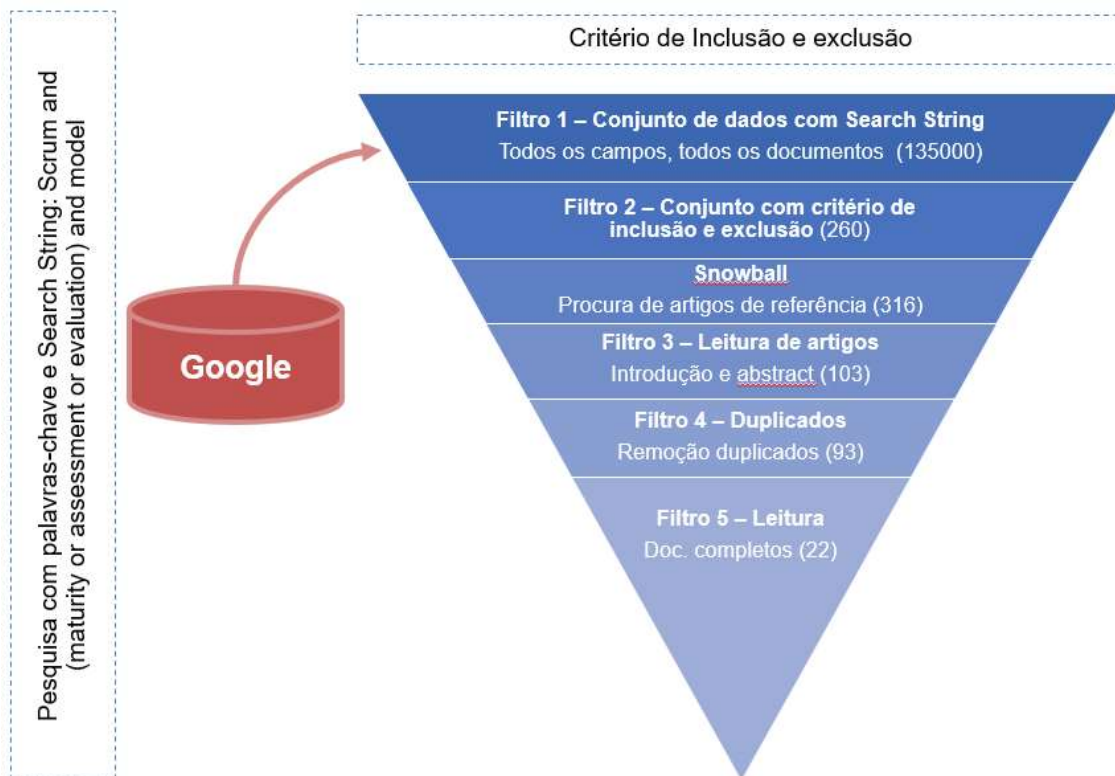 Pesquisa com palavras-chave e Search String: Scrum and
(maturity or assessment or evaluation) and model
Critério de Inclusão e exclusão
Google
Filtro 1 – Conjunto de dados com Search String
Todos os campos, todos os documentos (135000)
Filtro 2 – Conjunto com critério de
inclusão e exclusão (260)
Snowball
Procura de artigos de referência (316)
Filtro 3 – Leitura de artigos
Introdução e abstract (103)
Filtro 4 – Duplicados
Remoção duplicados (93)
Filtro 5 – Leitura
Doc. completos (22)